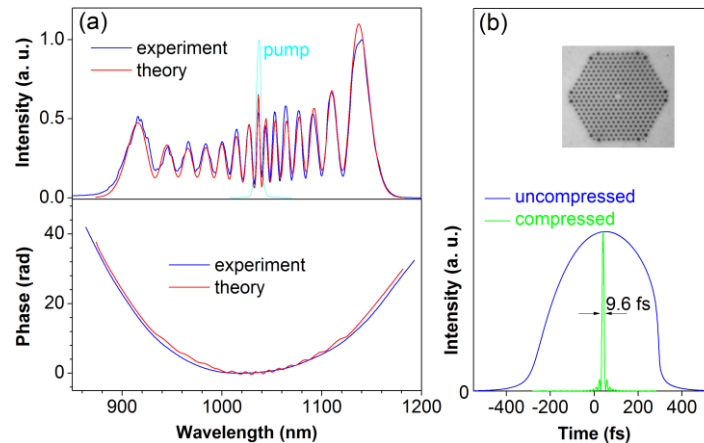 (a)
experiment
theory
pump
Intensity (a. u.)
1.0
0.5
0.0
experiment
theory
Phase (rad)
40
20
0
900
1000
1100
1200
Wavelength (nm)
(b)
uncompressed
compressed
9.6 fs
Intensity (a. u.)
0
-400
-200
0
200
400
Time (fs)